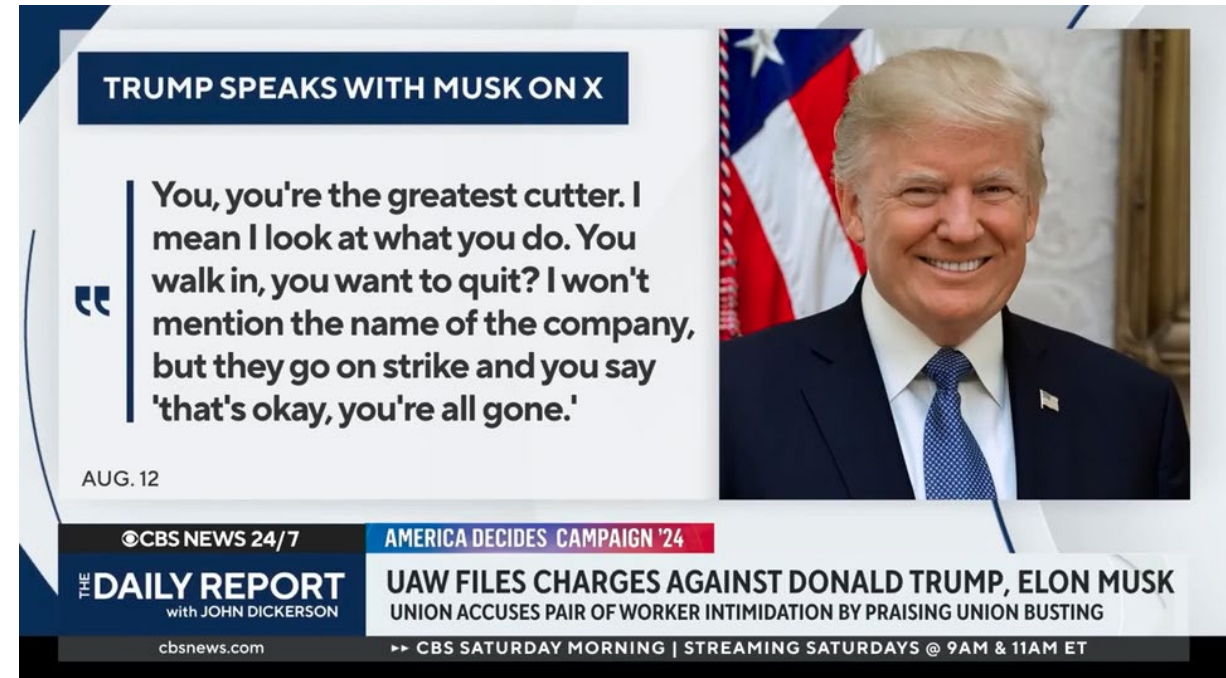 TRUMP SPEAKS WITH MUSK ON X
You, you're the greatest cutter. I
mean I look at what you do. You
walk in, you want to quit? I won't
mention the name of the company,
but they go on strike and you say
'that's okay, you're all gone.'
AUG. 12
CBS NEWS 24/7
AMERICA DECIDES CAMPAIGN '24
THE DAILY REPORT
with JOHN DICKERSON
UAW FILES CHARGES AGAINST DONALD TRUMP, ELON MUSK
UNION ACCUSES PAIR OF WORKER INTIMIDATION BY PRAISING UNION BUSTING
cbsnews.com
CBS SATURDAY MORNING | STREAMING SATURDAYS @ 9AM & 11AM ET